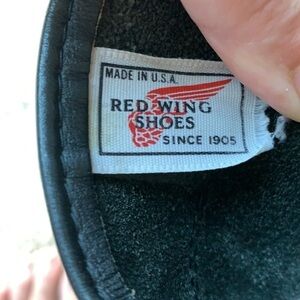 MADE IN U.S.A.
RED WING
SHOES
SINCE 1905